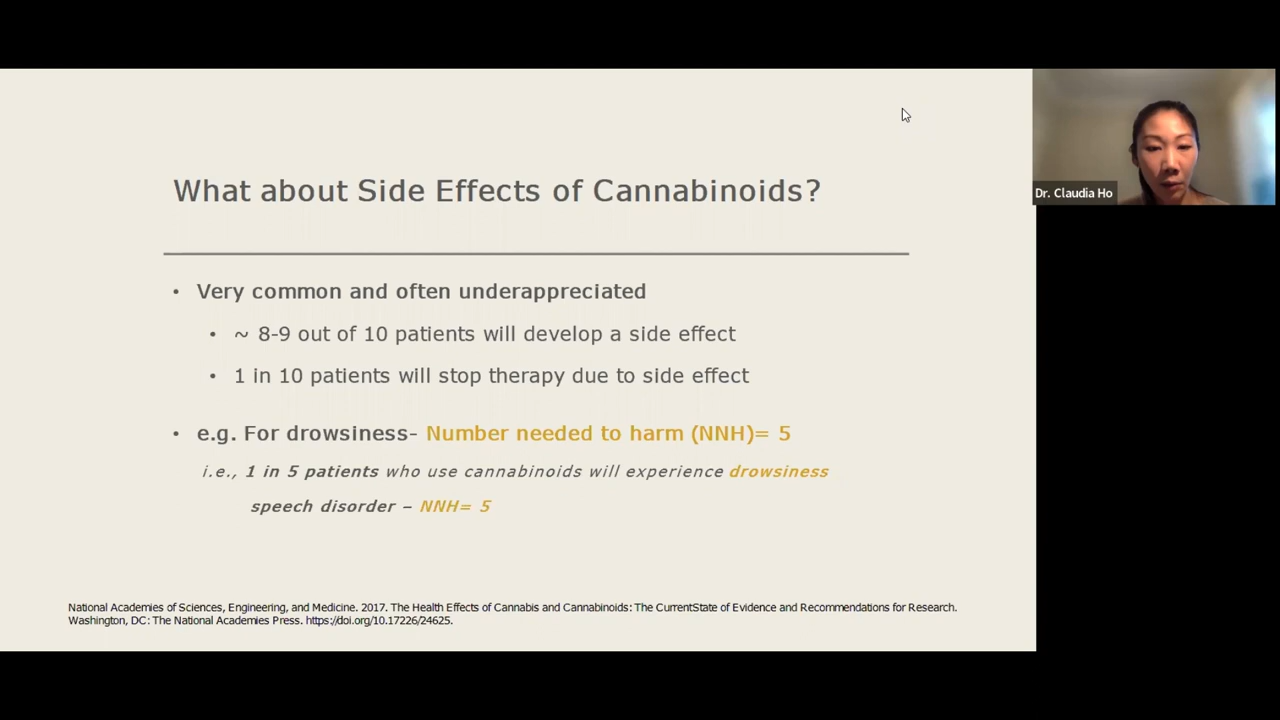 What about Side Effects of Cannabinoids?
• Very common and often underappreciated
• ~ 8-9 out of 10 patients will develop a side effect
• 1 in 10 patients will stop therapy due to side effect
• e.g. For drowsiness- Number needed to harm (NNH)= 5
i.e., 1 in 5 patients who use cannabinoids will experience drowsiness
speech disorder – NNH= 5
National Academies of Sciences, Engineering, and Medicine. 2017. The Health Effects of Cannabis and Cannabinoids: The CurrentState of Evidence and Recommendations for Research.
Washington, DC: The National Academies Press. https://doi.org/10.17226/24625.
Dr. Claudia Ho